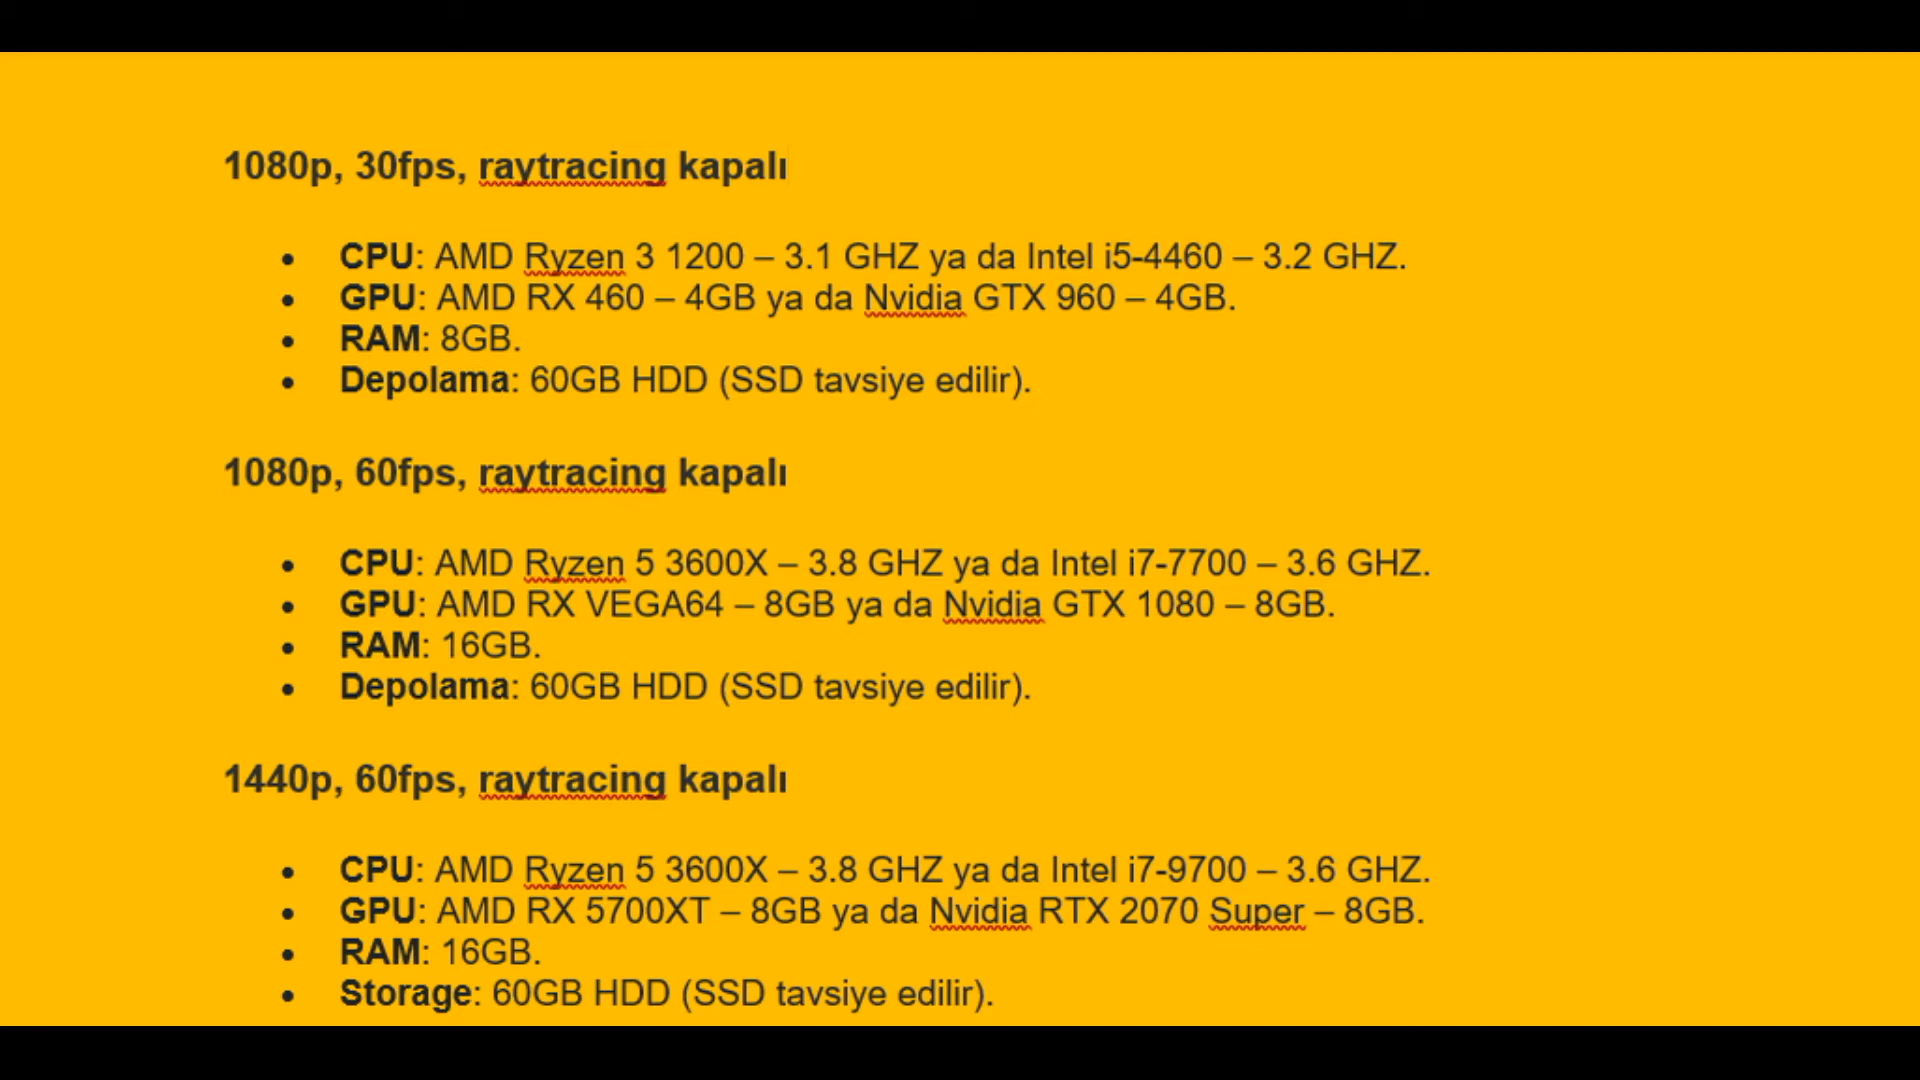 1080p, 30fps, raytracing kapalı
• CPU: AMD Ryzen 3 1200 – 3.1 GHZ ya da Intel i5-4460 – 3.2 GHZ.
• GPU: AMD RX 460 – 4GB ya da Nvidia GTX 960 – 4GB.
• RAM: 8GB.
• Depolama: 60GB HDD (SSD tavsiye edilir).
1080p, 60fps, raytracing kapalı
• CPU: AMD Ryzen 5 3600X – 3.8 GHZ ya da Intel i7-7700 – 3.6 GHZ.
• GPU: AMD RX VEGA64 – 8GB ya da Nvidia GTX 1080 – 8GB.
• RAM: 16GB.
• Depolama: 60GB HDD (SSD tavsiye edilir).
1440p, 60fps, raytracing kapalı
• CPU: AMD Ryzen 5 3600X – 3.8 GHZ ya da Intel i7-9700 – 3.6 GHZ.
• GPU: AMD RX 5700XT – 8GB ya da Nvidia RTX 2070 Super – 8GB.
• RAM: 16GB.
• Storage: 60GB HDD (SSD tavsiye edilir).